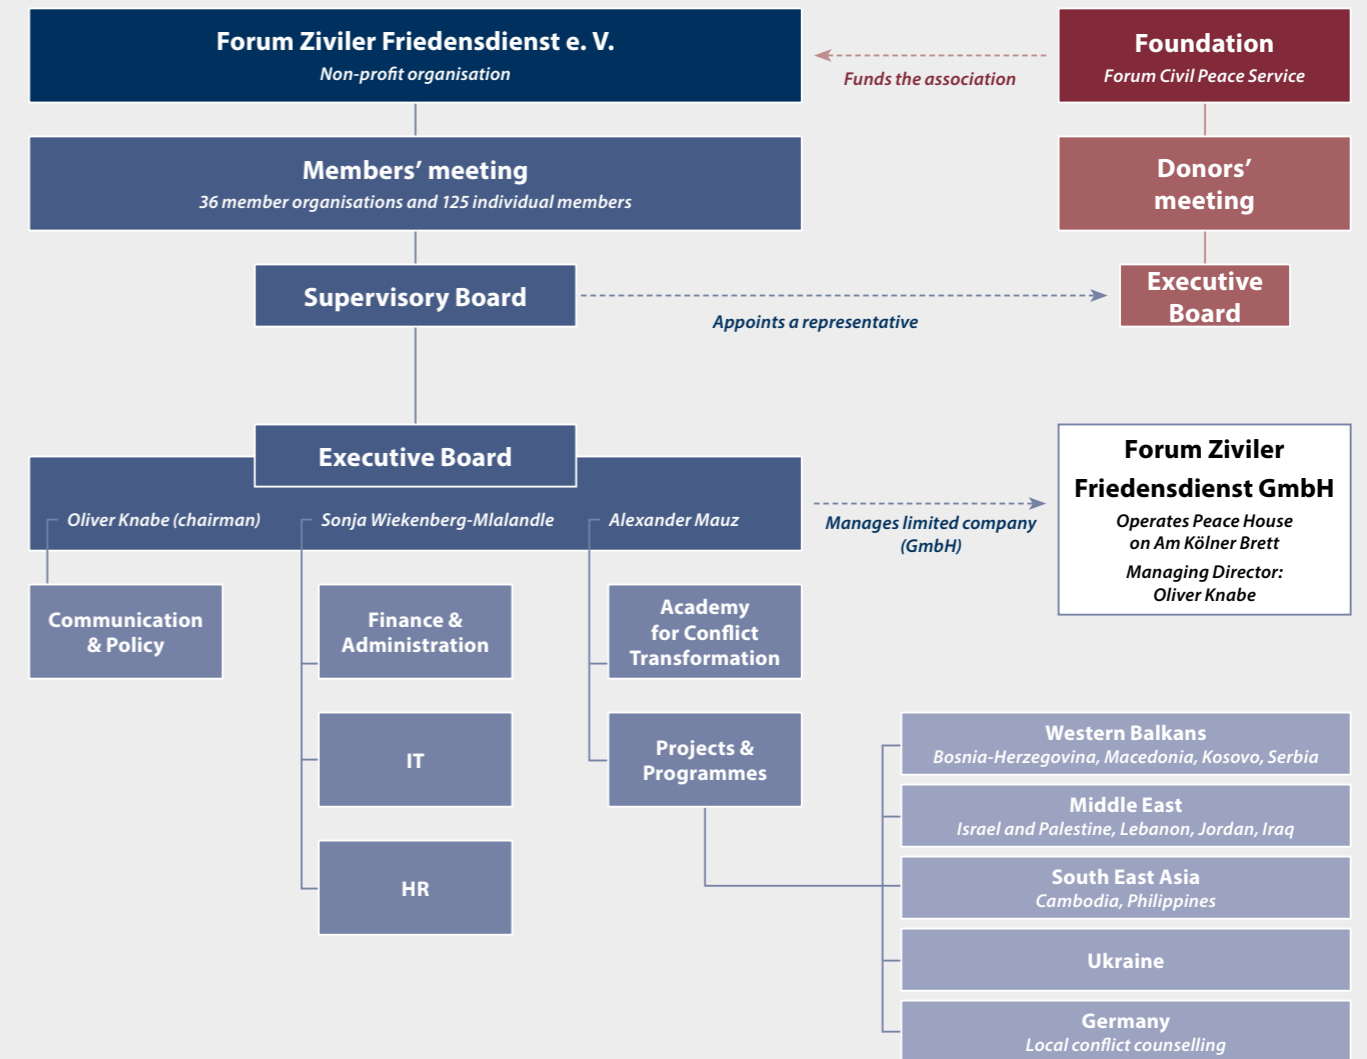 Forum Ziviler Friedensdienst e. V.
Non-profit organisation
Funds the association
Foundation
Forum Civil Peace Service
Members’ meeting
36 member organisations and 125 individual members
Donors’
meeting
Supervisory Board
Appoints a representative
Executive
Board
Executive Board
Oliver Knabe (chairman)
Sonja Wiekenberg-Mlalandle
Alexander Mauz
Manages limited company
(GmbH)
Forum Ziviler
Friedensdienst GmbH
Operates Peace House
on Am Kölner Brett
Managing Director:
Oliver Knabe
Communication
& Policy
Finance &
Administration
Academy
for Conflict
Transformation
IT
Projects &
Programmes
HR
Western Balkans
Bosnia-Herzegovina, Macedonia, Kosovo, Serbia
Middle East
Israel and Palestine, Lebanon, Jordan, Iraq
South East Asia
Cambodia, Philippines
Ukraine
Germany
Local conflict counselling